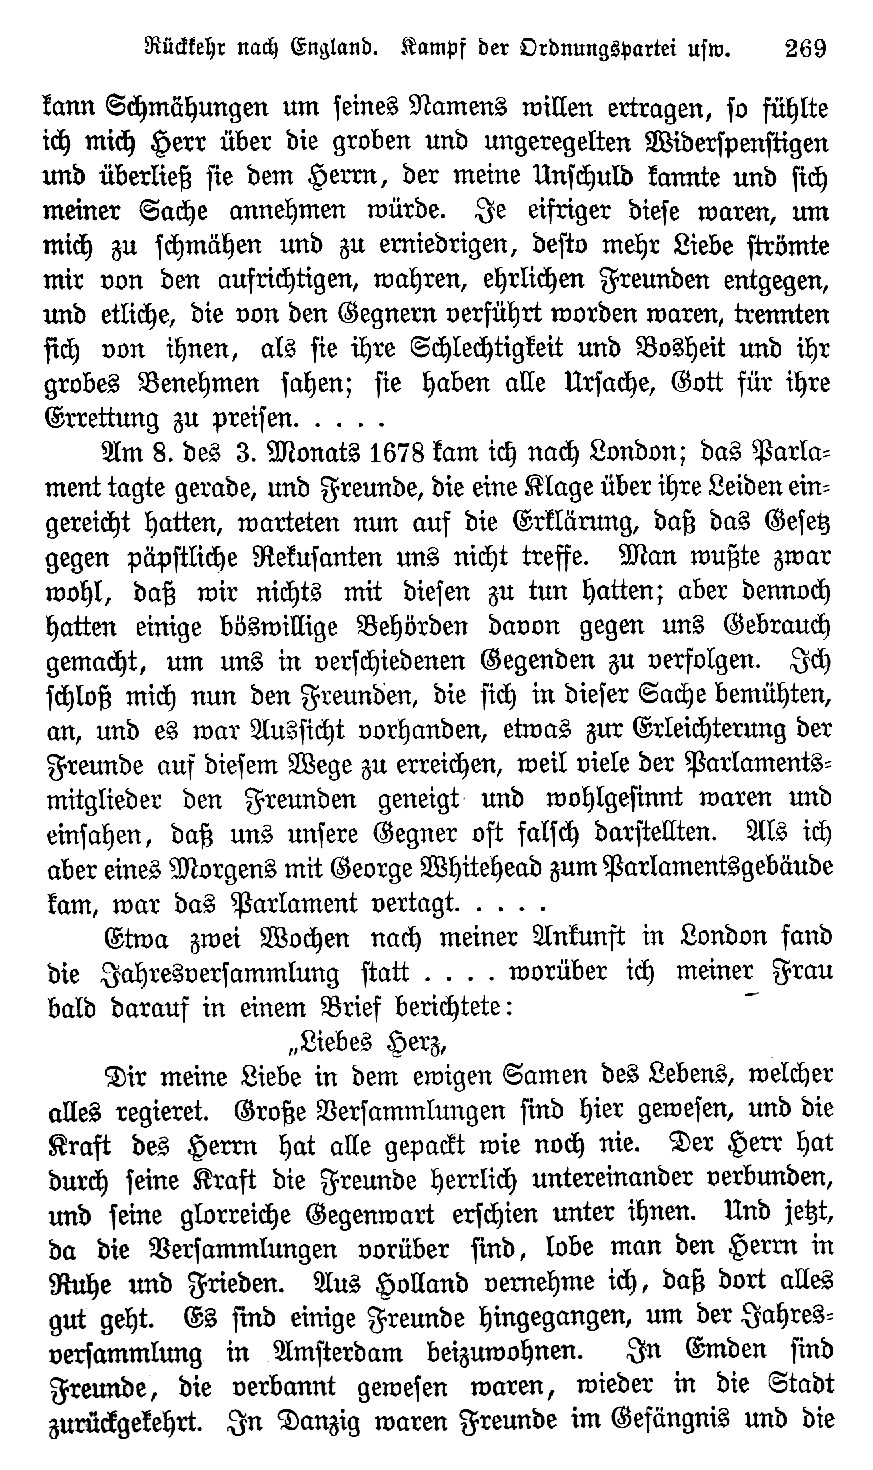 Rückkehr nach England. Kampf der Ordnungspartei usw. 269
kann Schmähungen um seines Namens willen ertragen, so fühlte
ich mich Herr über die groben und ungeregelten Widerspenstigen
und überließ sie dem Herrn, der meine Unschuld kannte und sich
meiner Sache annehmen würde. Je eifriger diese waren, um
mich zu schmähen und zu erniedrigen, desto mehr Liebe strömte
mir von den aufrichtigen, wahren, ehrlichen Freunden entgegen,
und etliche, die von den Gegnern verführt worden waren, trennten
sich von ihnen, als sie ihre Schlechtigkeit und Bosheit und ihr
grobes Benehmen sahen; sie haben alle Ursache, Gott für ihre
Errettung zu preisen. . . . .
Am 8. des 3. Monats 1678 kam ich nach London; das Parla-
ment tagte gerade, und Freunde, die eine Klage über ihre Leiden ein-
gereicht hatten, warteten nun auf die Erklärung, daß das Gesetz
gegen päpstliche Rekusanten uns nicht treffe. Man wußte zwar
wohl, daß wir nichts mit diesen zu tun hatten; aber dennoch
hatten einige böswillige Behörden davon gegen uns Gebrauch
gemacht, um uns in verschiedenen Gegenden zu verfolgen. Ich
schloß mich nun den Freunden, die sich in dieser Sache bemühten,
an, und es war Aussicht vorhanden, etwas zur Erleichterung der
Freunde auf diesem Wege zu erreichen, weil viele der Parlaments-
mitglieder den Freunden geneigt und wohlgesinnt waren und
einsahen, daß uns unsere Gegner oft falsch darstellten. Als ich
aber eines Morgens mit George Whitehead zum Parlamentsgebäude
kam, war das Parlament vertagt. . . . .
Etwa zwei Wochen nach meiner Ankunft in London fand
die Jahresversammlung statt . . . . worüber ich meiner Frau
bald darauf in einem Brief berichtete:
„Liebes Herz,
Dir meine Liebe in dem ewigen Samen des Lebens, welcher
alles regieret. Große Versammlungen sind hier gewesen, und die
Kraft des Herrn hat alle gepackt wie noch nie. Der Herr hat
durch seine Kraft die Freunde herrlich untereinander verbunden,
und seine glorreiche Gegenwart erschien unter ihnen. Und jetzt,
da die Versammlungen vorüber sind, lobe man den Herrn in
Ruhe und Frieden. Aus Holland vernehme ich, daß dort alles
gut geht. Es sind einige Freunde hingegangen, um der Jahres-
versammlung in Amsterdam beizuwohnen. In Emden sind
Freunde, die verbannt gewesen waren, wieder in die Stadt
zurückgekehrt. In Danzig waren Freunde im Gefängnis und die